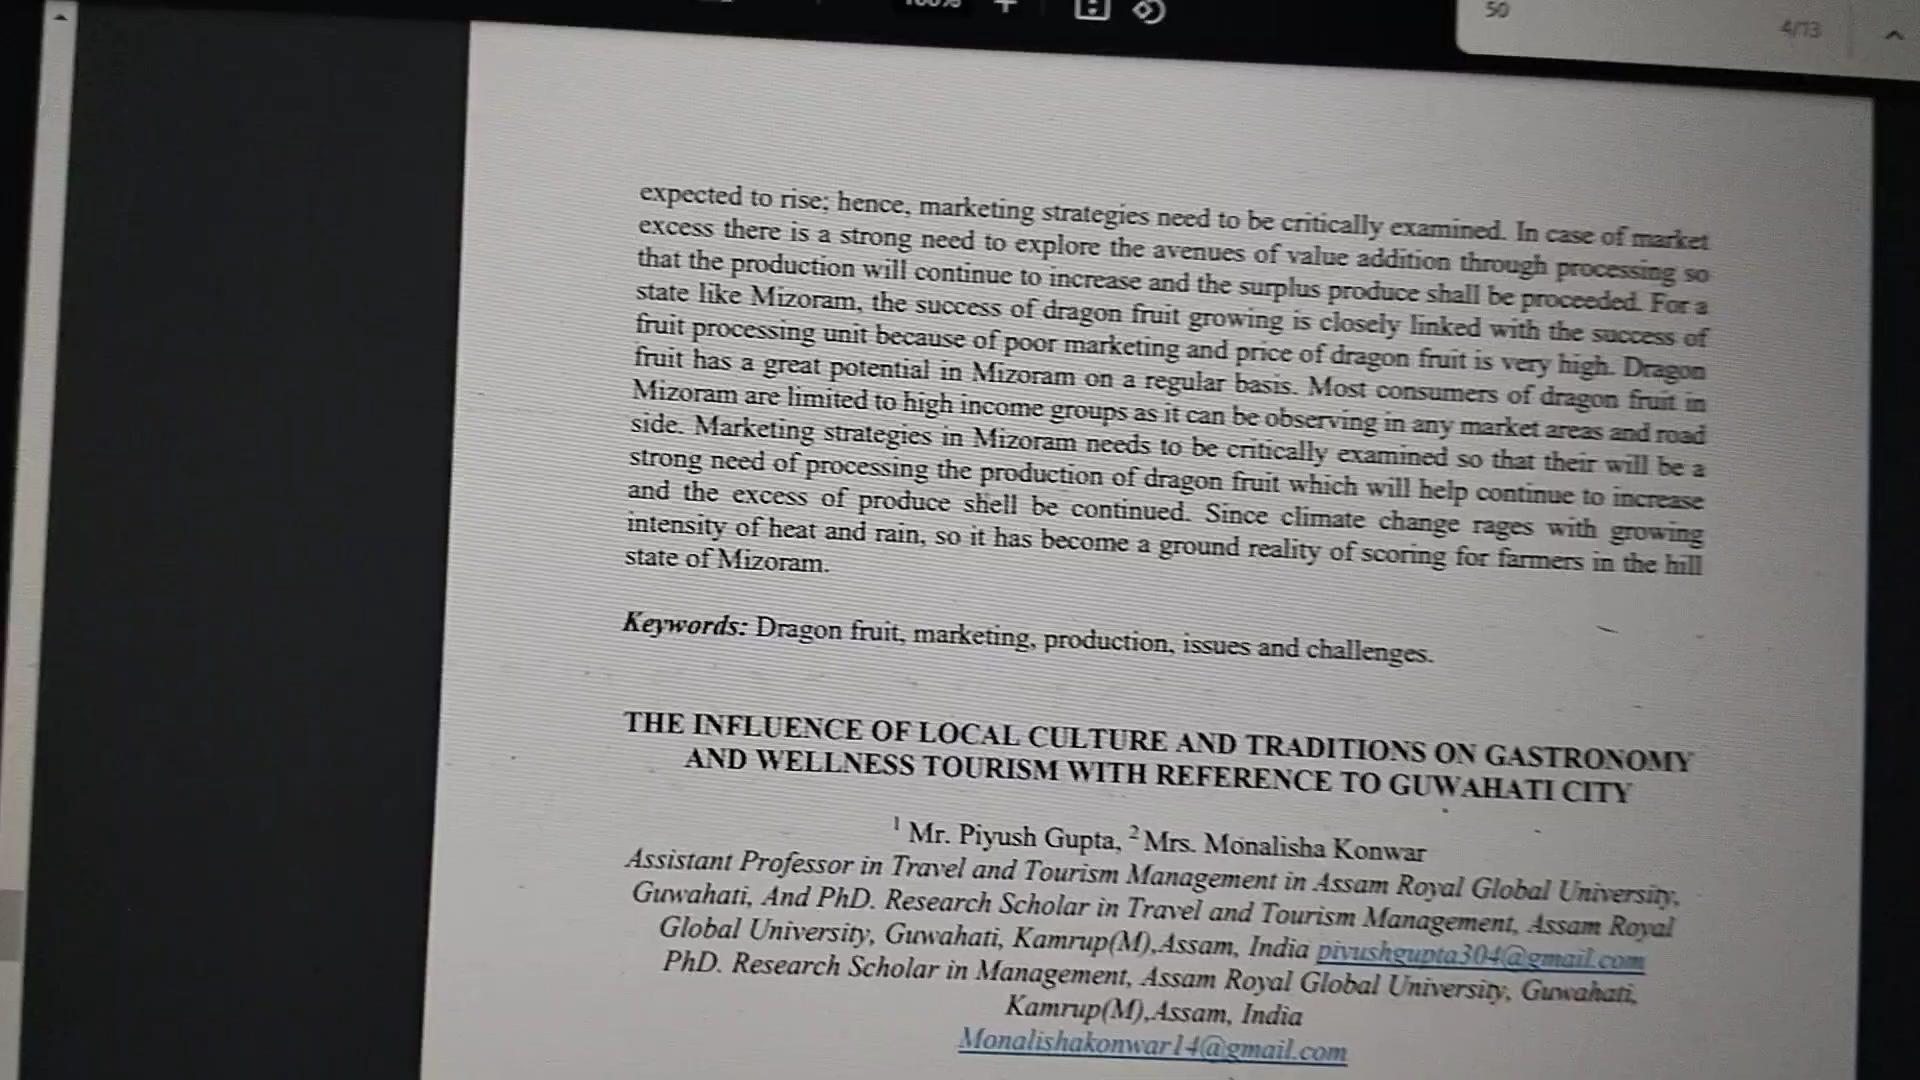 100%
50
4/13
expected to rise; hence, marketing strategies need to be critically examined. In case of market
excess there is a strong need to explore the avenues of value addition through processing so
that the production will continue to increase and the surplus produce shall be proceeded. For a
state like Mizoram, the success of dragon fruit growing is closely linked with the success of
fruit processing unit because of poor marketing and price of dragon fruit is very high. Dragon
fruit has a great potential in Mizoram on a regular basis. Most consumers of dragon fruit in
Mizoram are limited to high income groups as it can be observing in any market areas and road
side. Marketing strategies in Mizoram needs to be critically examined so that their will be a
strong need of processing the production of dragon fruit which will help continue to increase
and the excess of produce shell be continued. Since climate change rages with growing
intensity of heat and rain, so it has become a ground reality of scoring for farmers in the hill
state of Mizoram.
Keywords: Dragon fruit, marketing, production, issues and challenges.
THE INFLUENCE OF LOCAL CULTURE AND TRADITIONS ON GASTRONOMY
AND WELLNESS TOURISM WITH REFERENCE TO GUWAHATI CITY
1 Mr. Piyush Gupta, 2 Mrs. Monalisha Konwar
Assistant Professor in Travel and Tourism Management in Assam Royal Global University,
Guwahati, And PhD. Research Scholar in Travel and Tourism Management, Assam Royal
Global University, Guwahati, Kamrup(M),Assam, India piyushgupta304@gmail.com
PhD. Research Scholar in Management, Assam Royal Global University, Guwahati,
Kamrup(M),Assam, India
Monalishakonwar14@gmail.com